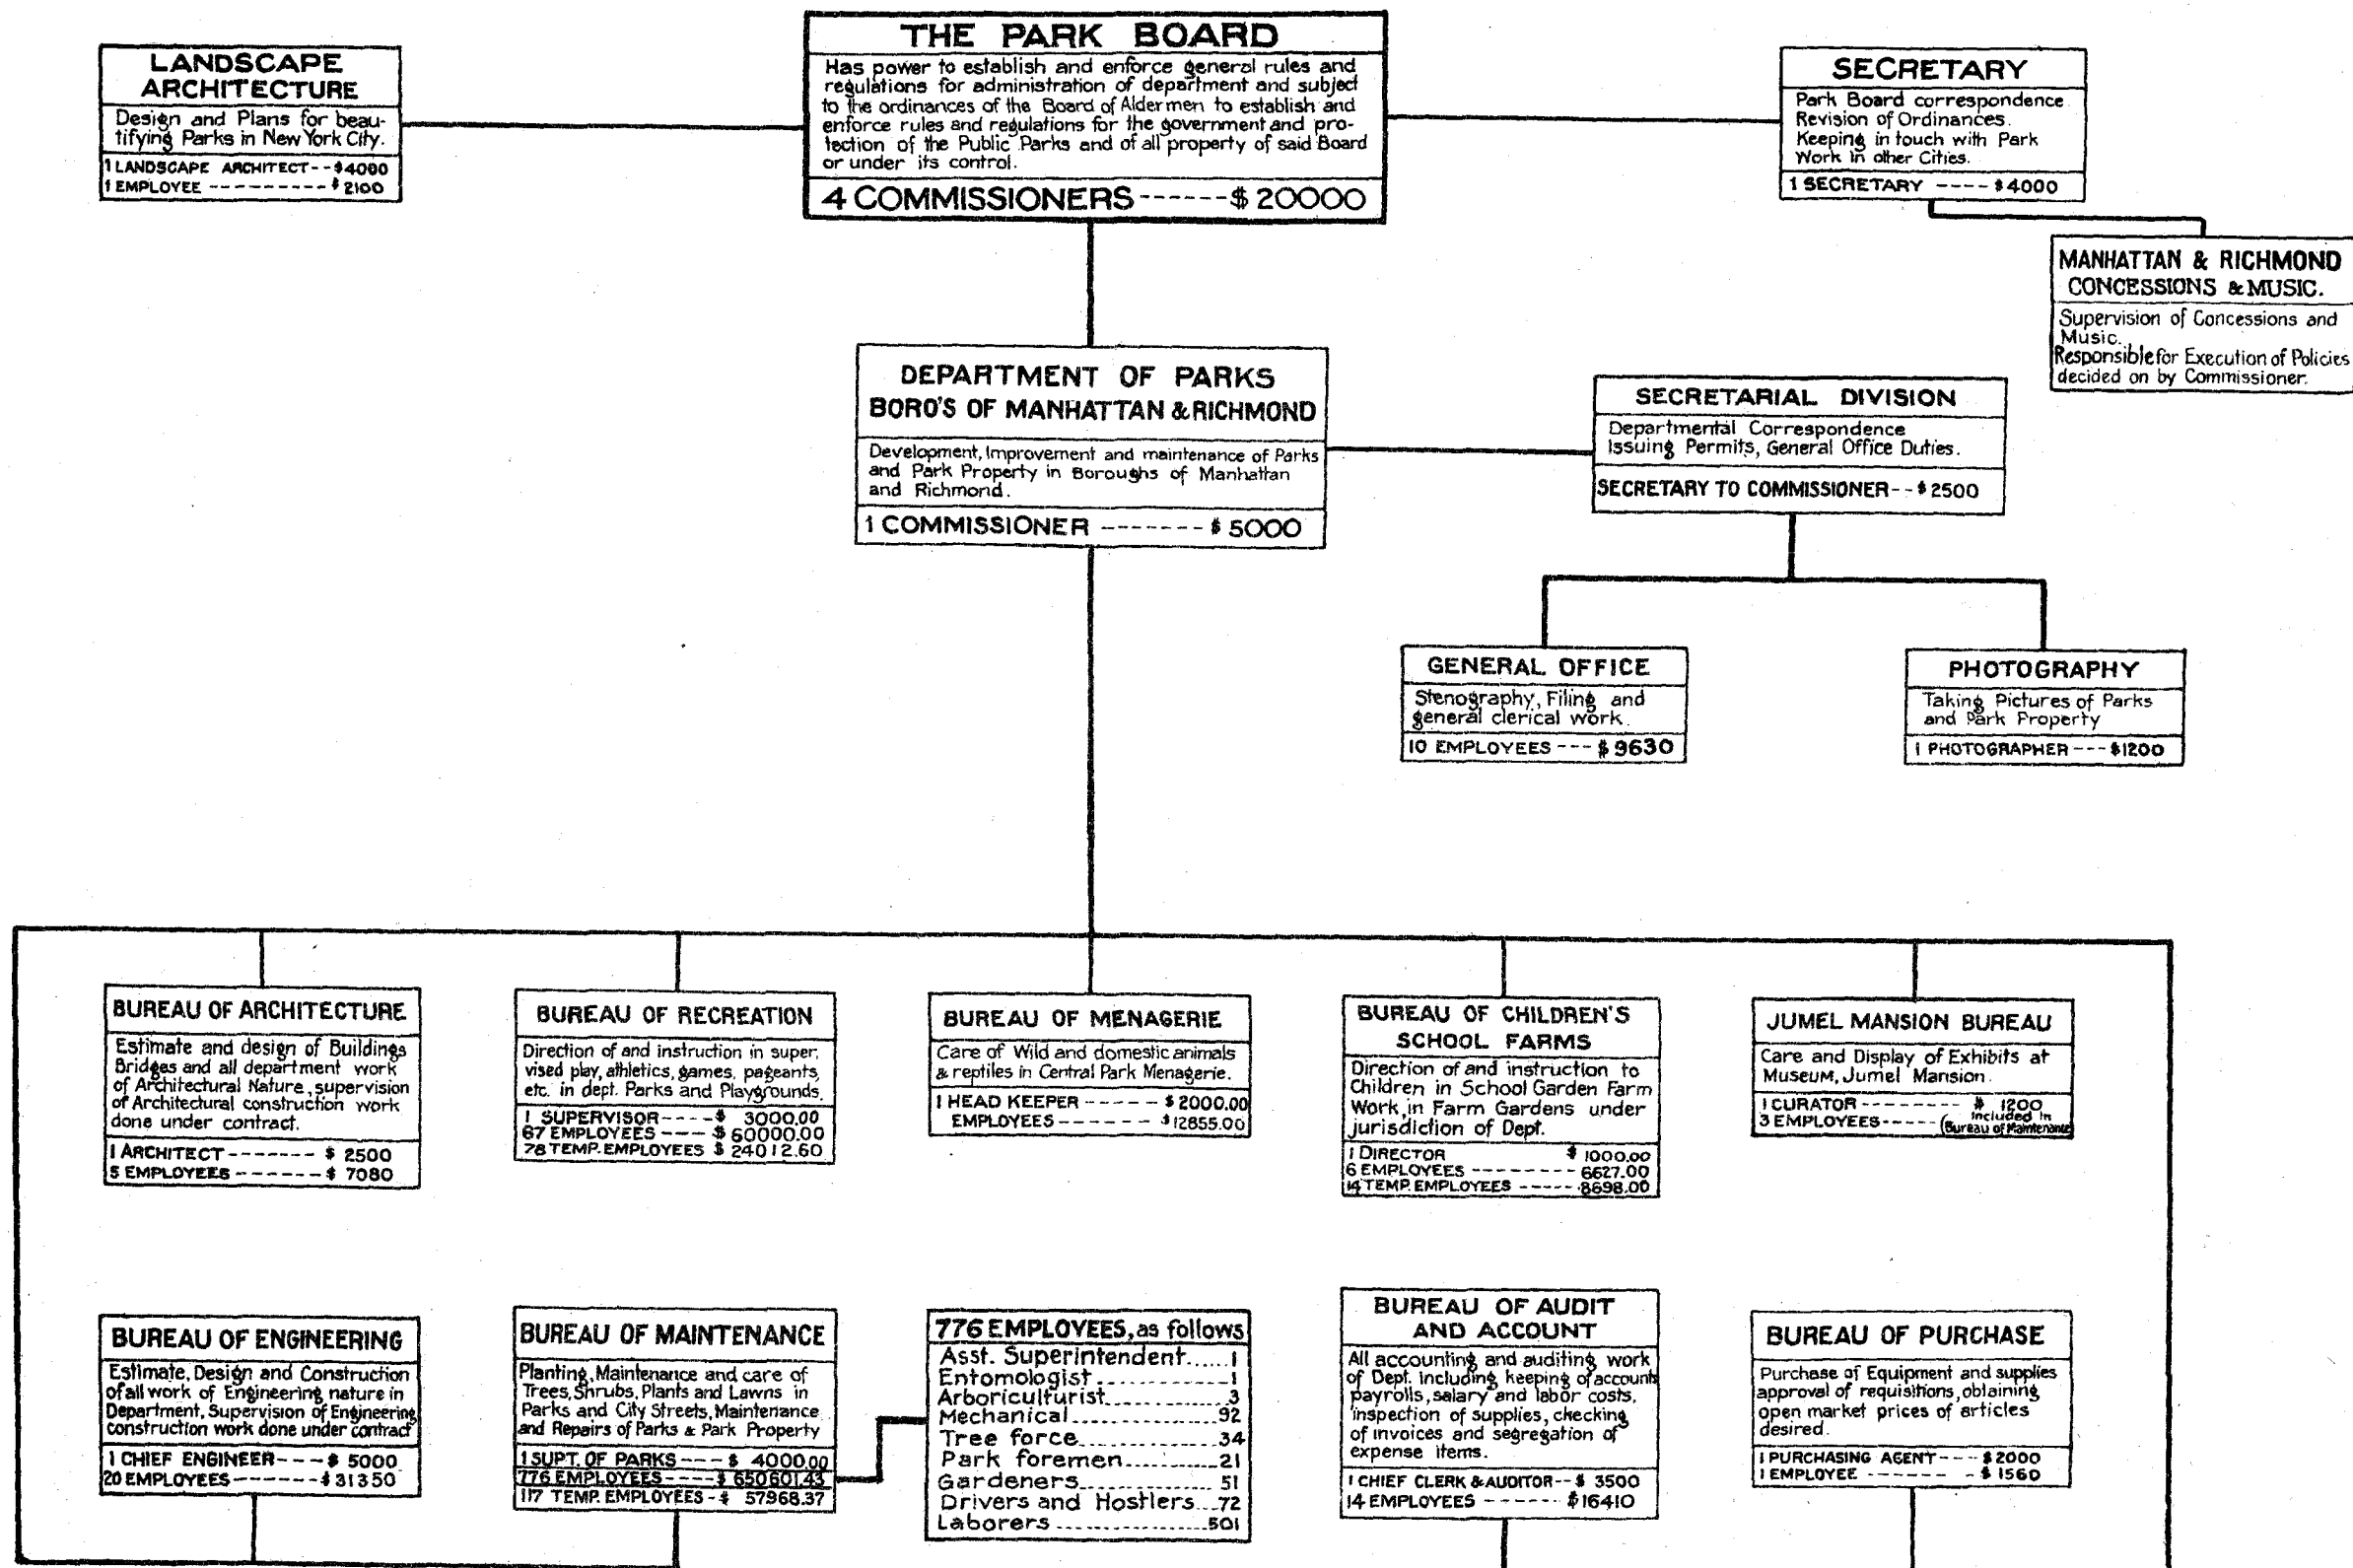 LANDSCAPE
ARCHITECTURE
Design and Plans for beau-
tifying Parks in New York City.
1 LANDSCAPE ARCHITECT--$4000
1 EMPLOYEE ---------$2100
THE PARK BOARD
Has power to establish and enforce general rules and
regulations for administration of department and subject
to the ordinances of the Board of Aldermen to establish and
enforce rules and regulations for the government and pro-
tection of the Public Parks and of all property of said Board
or under its control.
4 COMMISSIONERS ------$ 20000
SECRETARY
Park Board correspondence
Revision of Ordinances.
Keeping in touch with Park
Work in other Cities.
1 SECRETARY ----$4000
MANHATTAN & RICHMOND
CONCESSIONS & MUSIC.
Supervision of Concessions and
Music.
Responsible for Execution of Policies
decided on by Commissioner.
DEPARTMENT OF PARKS
BORO'S OF MANHATTAN & RICHMOND
Development, Improvement and maintenance of Parks
and Park Property in Boroughs of Manhattan
and Richmond.
1 COMMISSIONER -------$ 5000
SECRETARIAL DIVISION
Departmental Correspondence
Issuing Permits, General Office Duties.
SECRETARY TO COMMISSIONER--$2500
GENERAL OFFICE
Stenography, Filing and
general clerical work.
10 EMPLOYEES ---$9630
PHOTOGRAPHY
Taking Pictures of Parks
and Park Property
1 PHOTOGRAPHER ---$1200
BUREAU OF ARCHITECTURE
Estimate and design of Buildings
Bridges and all department work
of Architectural Nature, supervision
of Architectural construction work
done under contract.
1 ARCHITECT ------- $ 2500
5 EMPLOYEES -------$ 7080
BUREAU OF RECREATION
Direction of and instruction in super.
vised play, athletics, games, pageants,
etc. in dept. Parks and Playgrounds.
1 SUPERVISOR ----$ 3000.00
67 EMPLOYEES ---- $ 60000.00
78 TEMP. EMPLOYEES $ 24012.60
BUREAU OF MENAGERIE
Care of Wild and domestic animals
& reptiles in Central Park Menagerie.
1 HEAD KEEPER ----- $2000.00
EMPLOYEES ------- $12855.00
BUREAU OF CHILDREN'S
SCHOOL FARMS
Direction of and instruction to
Children in School Garden Farm
Work, in Farm Gardens under
jurisdiction of Dept.
1 DIRECTOR $ 1000.00
6 EMPLOYEES --------- 6627.00
14 TEMP. EMPLOYEES -----8698.00
JUMEL MANSION BUREAU
Care and Display of Exhibits at
Museum, Jumel Mansion.
1 CURATOR -------- $ 1200
3 EMPLOYEES----- (included in
Bureau of Maintenance)
BUREAU OF ENGINEERING
Estimate, Design and Construction
of all work of Engineering nature in
Department, Supervision of Engineering
construction work done under contract
1 CHIEF ENGINEER---$ 5000
20 EMPLOYEES-------$31350
BUREAU OF MAINTENANCE
Planting, Maintenance and care of
Trees, Shrubs, Plants and Lawns in
Parks and City Streets, Maintenance
and Repairs of Parks & Park Property
1 SUPT. OF PARKS ----$ 4000.00
776 EMPLOYEES ----$ 650601.43
117 TEMP. EMPLOYEES -$ 57968.37
776 EMPLOYEES, as follows
Asst. Superintendent......1
Entomologist.............1
Arboriculturist............3
Mechanical................92
Tree force................34
Park foremen...........21
Gardeners................51
Drivers and Hostlers...72
Laborers .................501
BUREAU OF AUDIT
AND ACCOUNT
All accounting and auditing work
of Dept. including keeping of accounts
payrolls, salary and labor costs,
inspection of supplies, checking
of invoices and segregation of
expense items.
1 CHIEF CLERK & AUDITOR--$ 3500
14 EMPLOYEES -------$16410
BUREAU OF PURCHASE
Purchase of Equipment and supplies
approval of requisitions, obtaining
open market prices of articles
desired.
1 PURCHASING AGENT---$2000
1 EMPLOYEE ------- -$1560